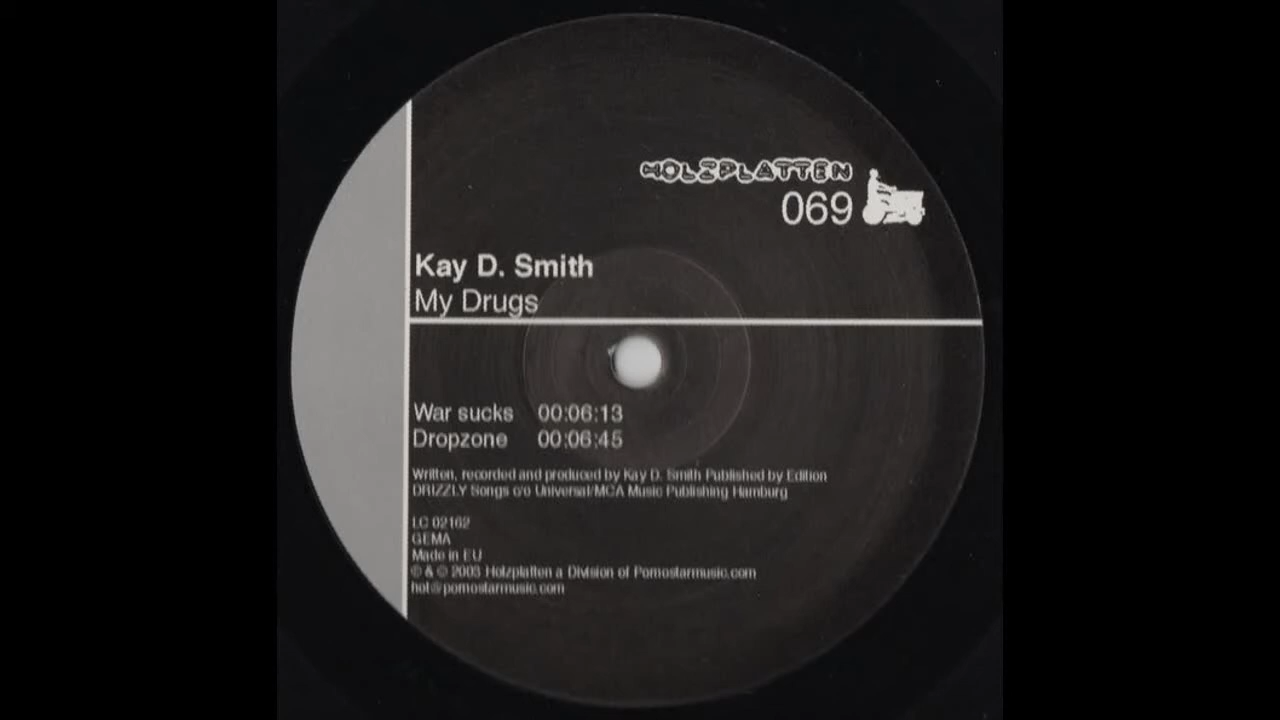 HOLZPLATTEN
069
Kay D. Smith
My Drugs
War sucks 00:06:13
Dropzone 00:06:45
Written, recorded and produced by Kay D. Smith Published by Edition
DRIZZLY Songs c/o Universal/MCA Music Publishing Hamburg
LC 02162
GEMA
Made in EU
© & © 2003 Holzplatten a Division of Pornostarmusic.com
hot@pornostarmusic.com